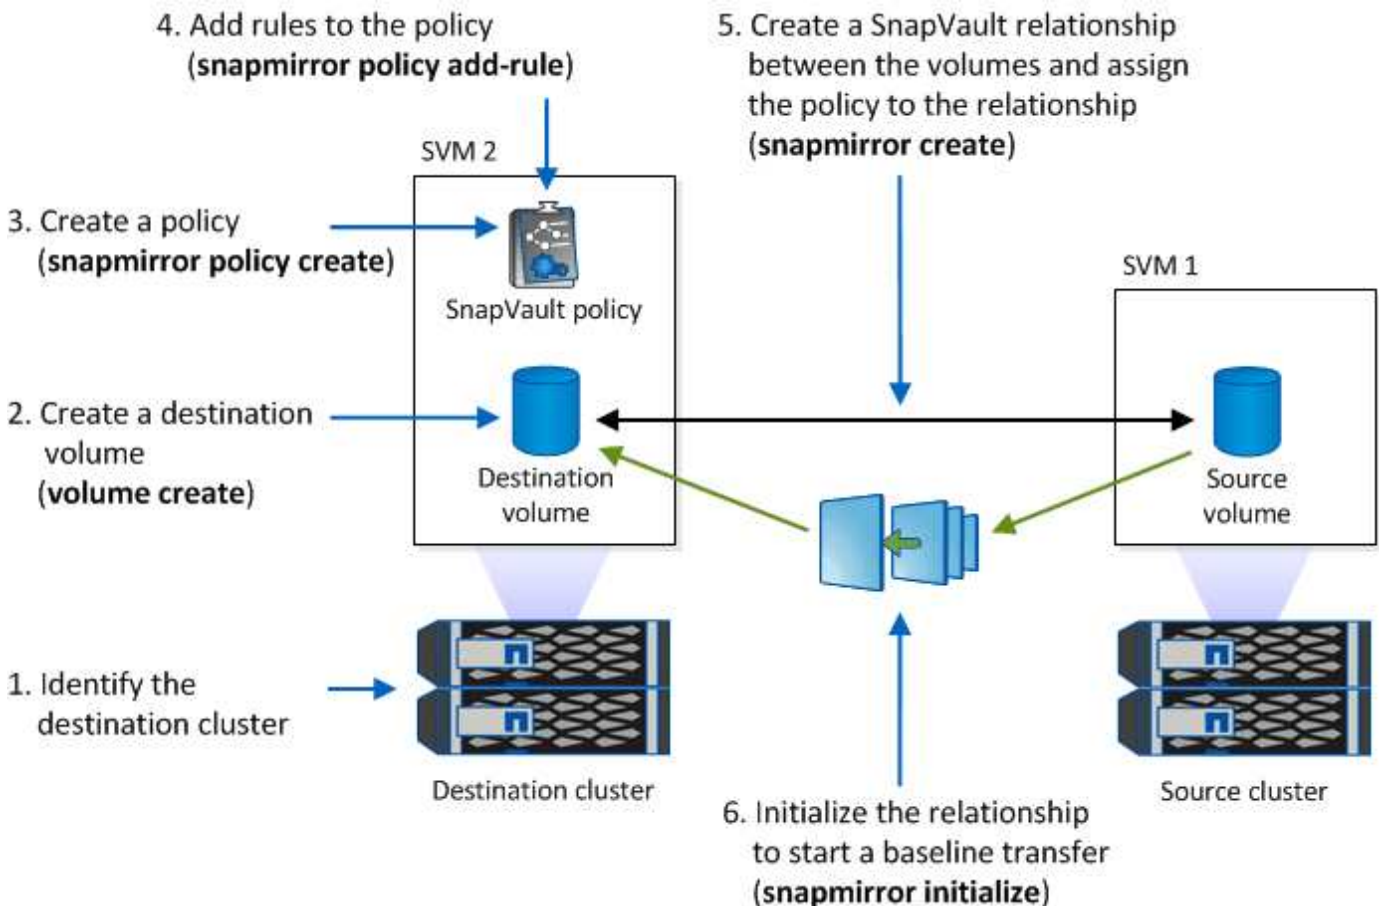 4. Add rules to the policy
(snapmirror policy add-rule)
5. Create a SnapVault relationship
between the volumes and assign
the policy to the relationship
(snapmirror create)
SVM 2
3. Create a policy
(snapmirror policy create)
SnapVault policy
SVM 1
2. Create a destination
volume
(volume create)
Destination
volume
Source
volume
1. Identify the
destination cluster
Destination cluster
Source cluster
6. Initialize the relationship
to start a baseline transfer
(snapmirror initialize)